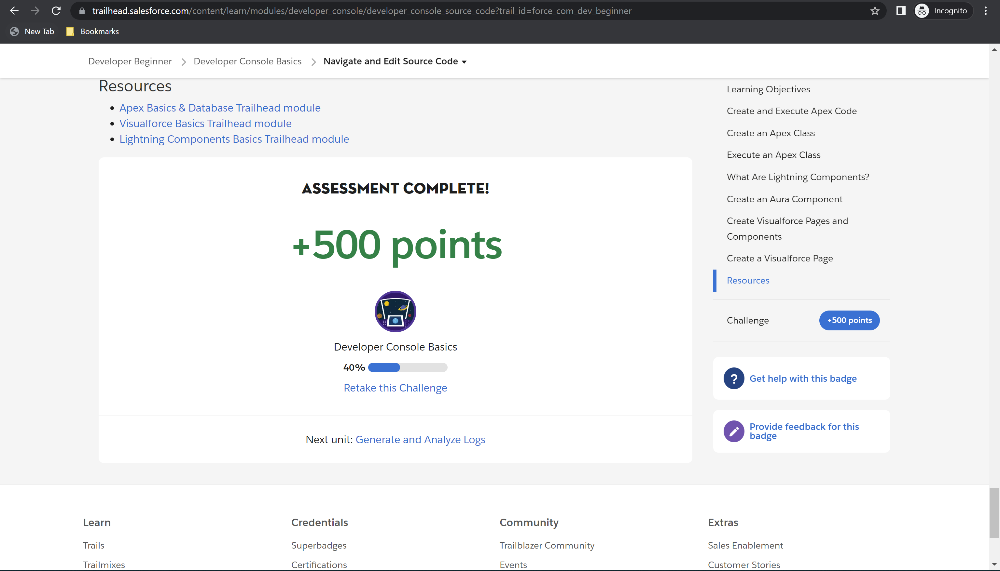 trailhead.salesforce.com/content/learn/modules/developer_console/developer_console_source_code?trail_id=force_com_dev_beginner
Incognito
New Tab
Bookmarks
Developer Beginner
Developer Console Basics
Navigate and Edit Source Code
Resources
Apex Basics & Database Trailhead module
Visualforce Basics Trailhead module
Lightning Components Basics Trailhead module
ASSESSMENT COMPLETE!
+500 points
Developer Console Basics
40%
Retake this Challenge
Next unit: Generate and Analyze Logs
Learning Objectives
Create and Execute Apex Code
Create an Apex Class
Execute an Apex Class
What Are Lightning Components?
Create an Aura Component
Create Visualforce Pages and
Components
Create a Visualforce Page
Resources
Challenge
+500 points
?
Get help with this badge
Provide feedback for this
badge
Learn
Trails
Trailmixes
Credentials
Superbadges
Certifications
Community
Trailblazer Community
Events
Extras
Sales Enablement
Customer Stories